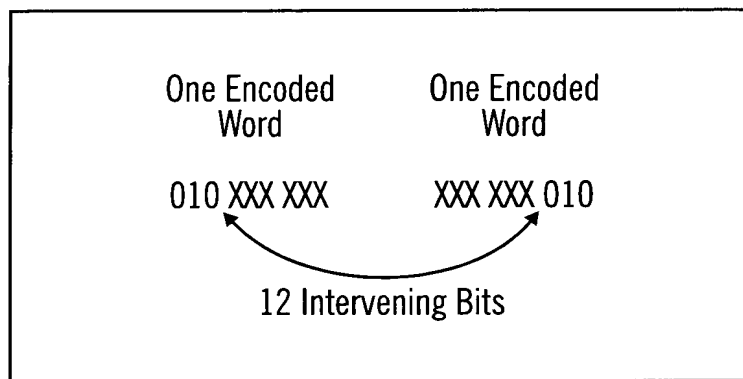 One Encoded Word One Encoded Word
010 XXX XXX XXX XXX 010
12 Intervening Bits